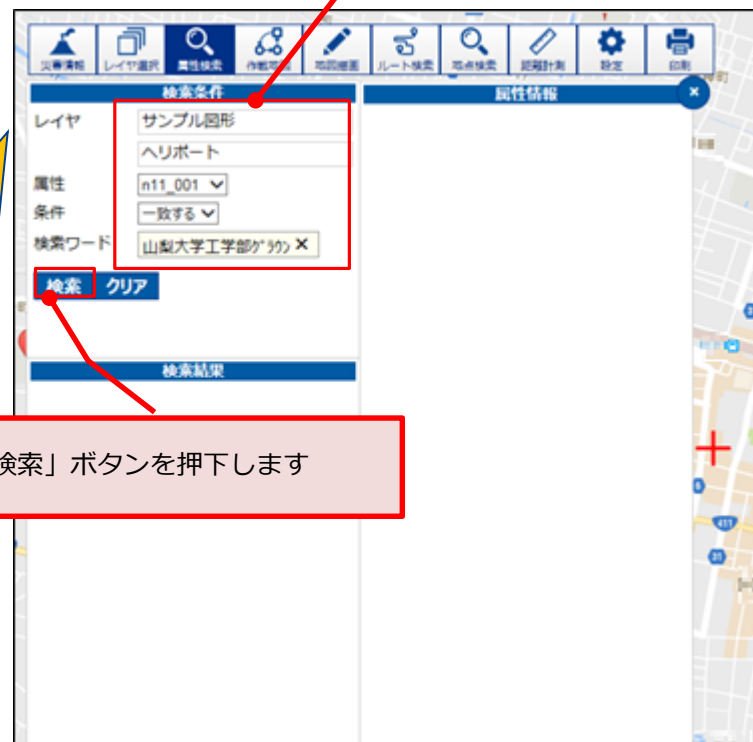 災害情報 レイヤ選択 属性検索 作戦地図 地図描画 ルート検索 地点検索 距離計測 設定 印刷
検索条件
属性情報
×
レイヤ サンプル図形
ヘリポート
属性 n11_001
条件 一致する
検索ワード 山梨大学工学部ｸﾞﾗｳﾝ ×
検索 クリア
検索結果
検索」ボタンを押下します
411
31
6